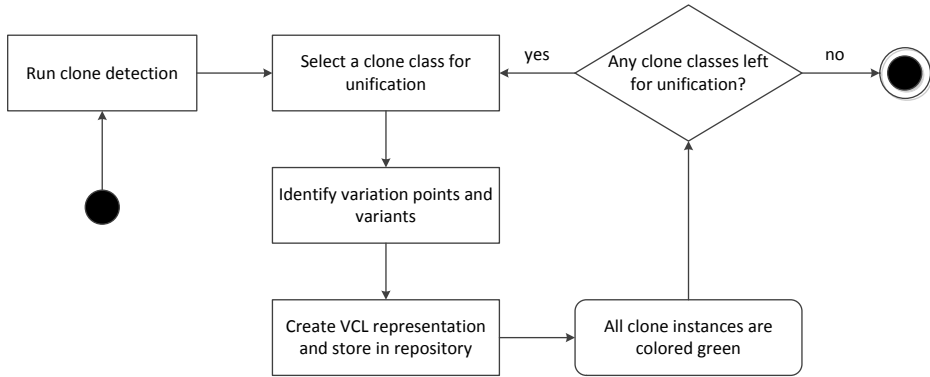 Run clone detection
Select a clone class for
unification
yes
Any clone classes left
for unification?
no
Identify variation points and
variants
Create VCL representation
and store in repository
All clone instances are
colored green